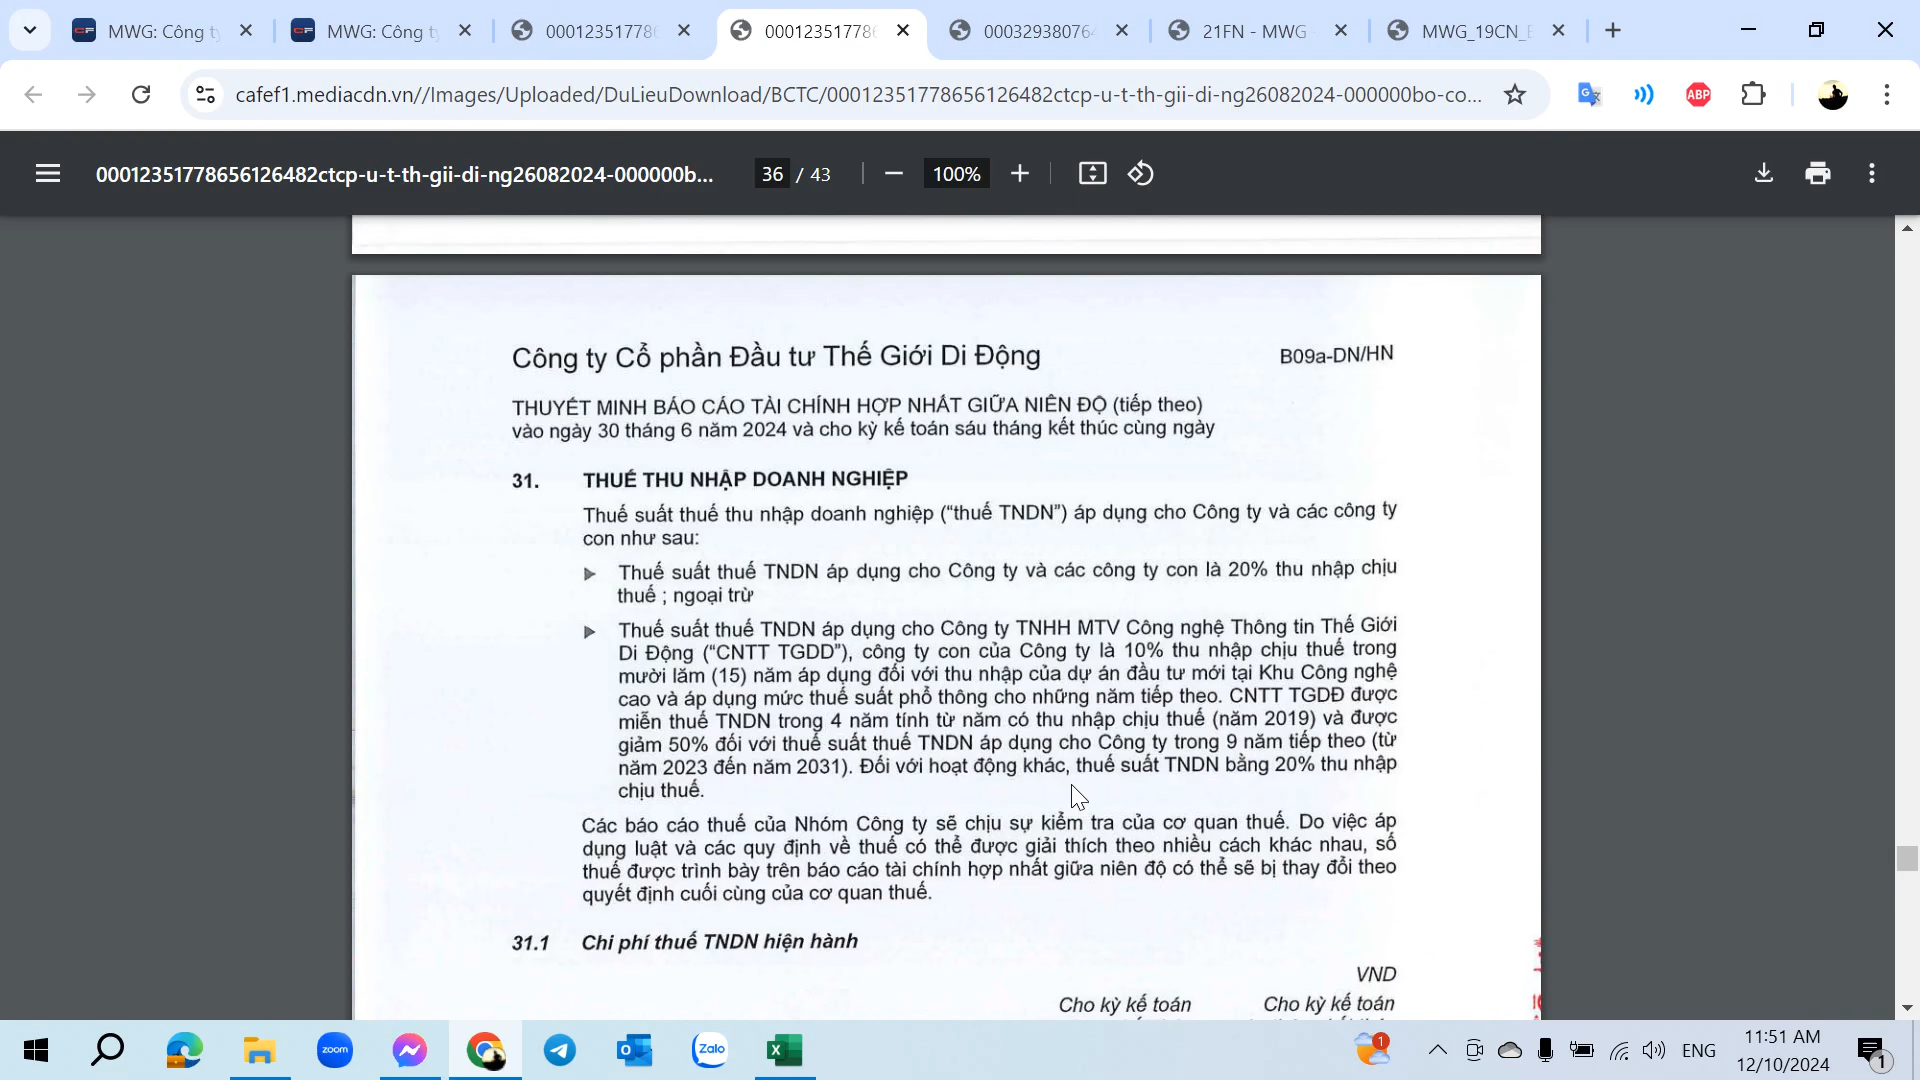 MWG: Công ty
MWG: Công ty
00012351778
00012351778
00032938076
21FN - MWG -
MWG_19CN_
cafef1.mediacdn.vn//Images/Uploaded/DuLieuDownload/BCTC/00012351778656126482ctcp-u-t-th-gii-di-ng26082024-000000bo-co...
ABP
00012351778656126482ctcp-u-t-th-gii-di-ng26082024-000000b...
36 / 43
100%
Công ty Cổ phần Đầu tư Thế Giới Di Động
B09a-DN/HN
THUYẾT MINH BÁO CÁO TÀI CHÍNH HỢP NHẤT GIỮA NIÊN ĐỘ (tiếp theo)
vào ngày 30 tháng 6 năm 2024 và cho kỳ kế toán sáu tháng kết thúc cùng ngày
31. THUẾ THU NHẬP DOANH NGHIỆP
Thuế suất thuế thu nhập doanh nghiệp (“thuế TNDN”) áp dụng cho Công ty và các công ty
con như sau:
Thuế suất thuế TNDN áp dụng cho Công ty và các công ty con là 20% thu nhập chịu
thuế ; ngoại trừ
Thuế suất thuế TNDN áp dụng cho Công ty TNHH MTV Công nghệ Thông tin Thế Giới
Di Động (“CNTT TGDD”), công ty con của Công ty là 10% thu nhập chịu thuế trong
mười lăm (15) năm áp dụng đối với thu nhập của dự án đầu tư mới tại Khu Công nghệ
cao và áp dụng mức thuế suất phổ thông cho những năm tiếp theo. CNTT TGDĐ được
miễn thuế TNDN trong 4 năm tính từ năm có thu nhập chịu thuế (năm 2019) và được
giảm 50% đối với thuế suất thuế TNDN áp dụng cho Công ty trong 9 năm tiếp theo (từ
năm 2023 đến năm 2031). Đối với hoạt động khác, thuế suất TNDN bằng 20% thu nhập
chịu thuế.
Các báo cáo thuế của Nhóm Công ty sẽ chịu sự kiểm tra của cơ quan thuế. Do việc áp
dụng luật và các quy định về thuế có thể được giải thích theo nhiều cách khác nhau, số
thuế được trình bày trên báo cáo tài chính hợp nhất giữa niên độ có thể sẽ bị thay đổi theo
quyết định cuối cùng của cơ quan thuế.
31.1 Chi phí thuế TNDN hiện hành
VND
Cho kỳ kế toán Cho kỳ kế toán
zoom
Zalo
1
ENG
11:51 AM
12/10/2024
1